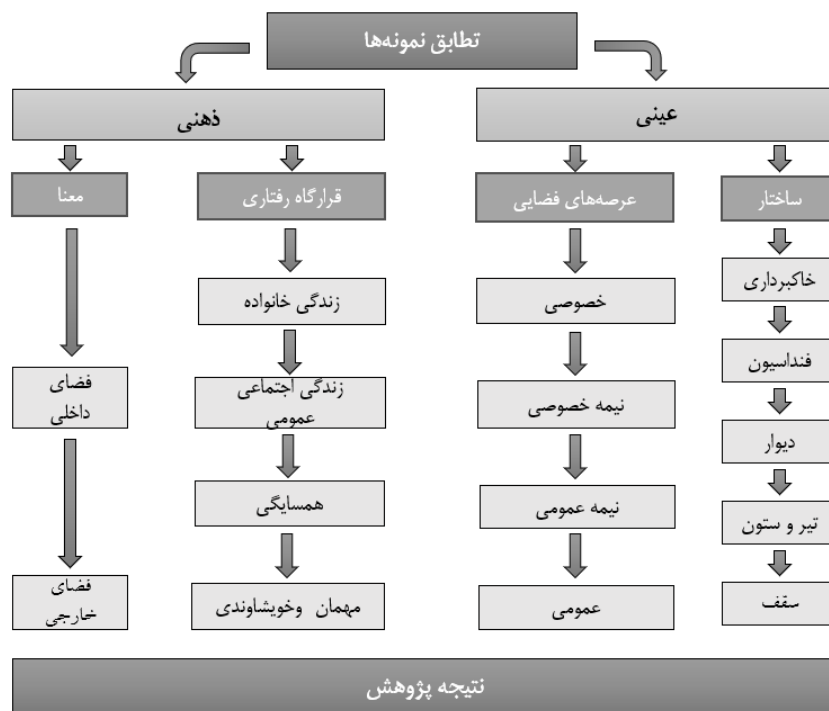 تطابق نمونه‌ها
عینی
ذهنی
ساختار
عرصه‌های فضایی
قرارگاه رفتاری
معنا
خاکبرداری
فنداسیون
دیوار
تیر و ستون
سقف
خصوصی
نیمه خصوصی
نیمه عمومی
عمومی
زندگی خانواده
زندگی اجتماعی
عمومی
همسایگی
مهمان وخویشاوندی
فضای
داخلی
فضای
خارجی
نتیجه پژوهش